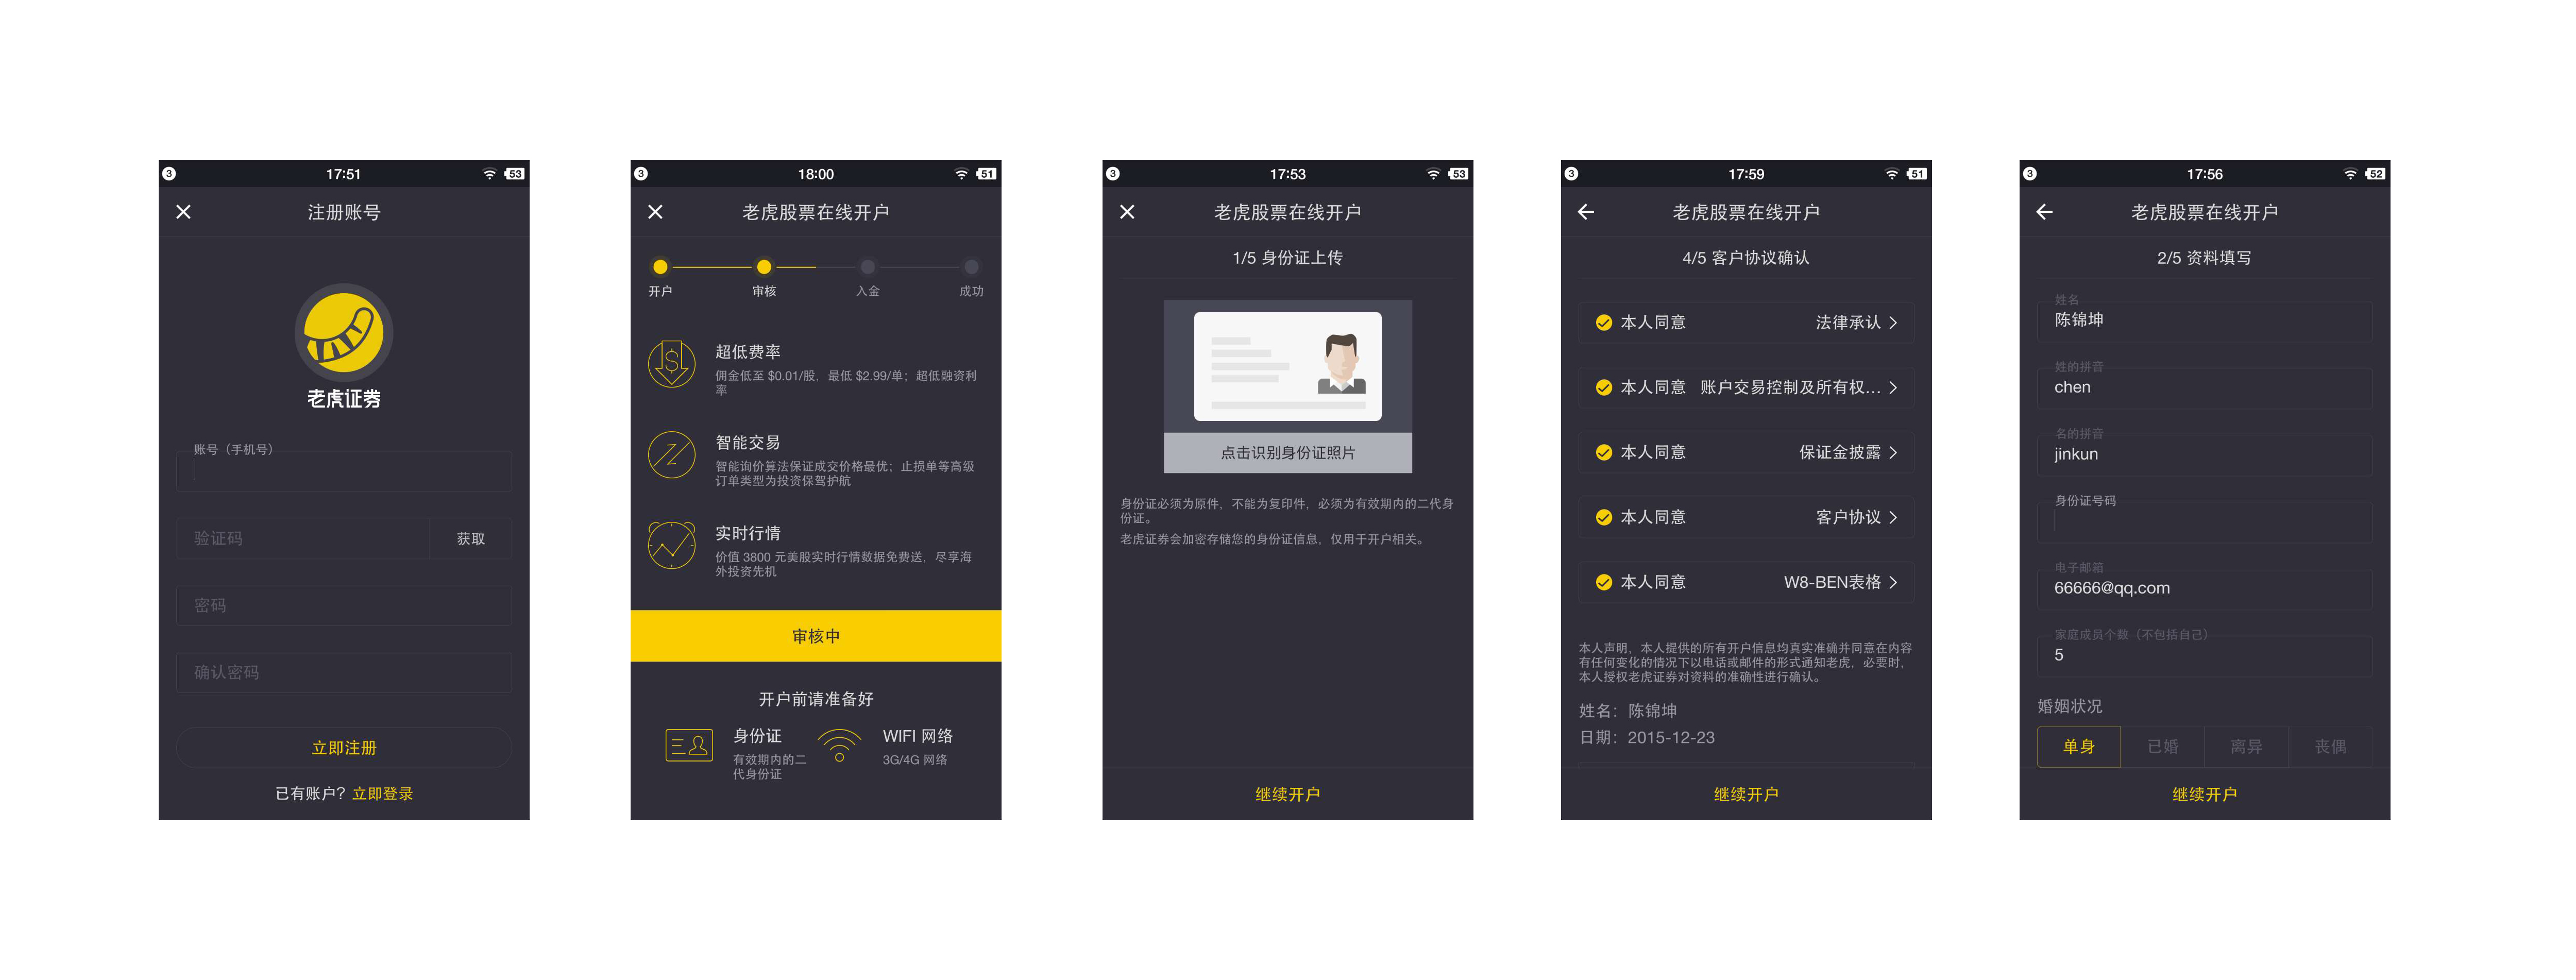 3 17:51 53
注册账号
老虎证券
账号（手机号）
验证码 获取
密码
确认密码
立即注册
已有账户？立即登录
3 18:00 51
老虎股票在线开户
开户 审核 入金 成功
超低费率
佣金低至 $0.01/股，最低 $2.99/单；超低融资利
率
智能交易
智能询价算法保证成交价格最优；止损单等高级
订单类型为投资保驾护航
实时行情
价值 3800 元美股实时行情数据免费送，尽享海
外投资先机
审核中
开户前请准备好
身份证
有效期内的二
代身份证
WIFI 网络
3G/4G 网络
3 17:53 53
老虎股票在线开户
1/5 身份证上传
点击识别身份证照片
身份证必须为原件，不能为复印件，必须为有效期内的二代身
份证。
老虎证券会加密存储您的身份证信息，仅用于开户相关。
继续开户
3 17:59 51
老虎股票在线开户
4/5 客户协议确认
本人同意 法律承认
本人同意 账户交易控制及所有权...
本人同意 保证金披露
本人同意 客户协议
本人同意 W8-BEN表格
本人声明，本人提供的所有开户信息均真实准确并同意在内容
有任何变化的情况下以电话或邮件的形式通知老虎，必要时，
本人授权老虎证券对资料的准确性进行确认。
姓名：陈锦坤
日期：2015-12-23
继续开户
3 17:56 52
老虎股票在线开户
2/5 资料填写
姓名
陈锦坤
姓的拼音
chen
名的拼音
jinkun
身份证号码
电子邮箱
66666@qq.com
家庭成员个数（不包括自己）
5
婚姻状况
单身 已婚 离异 丧偶
继续开户